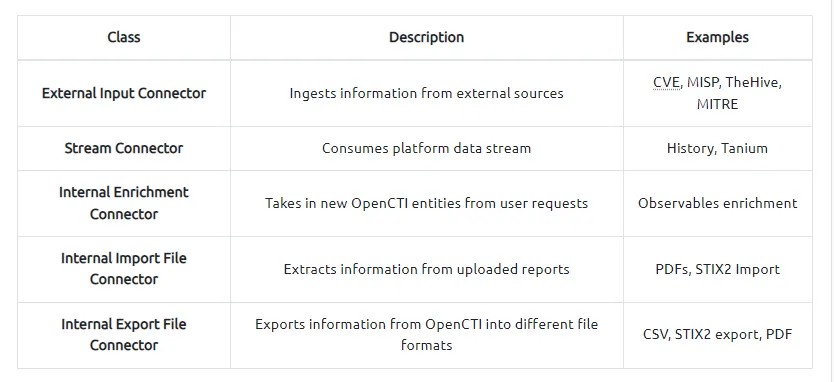 Class Description Examples
External Input Connector Ingests information from external sources CVE, MISP, TheHive,
MITRE
Stream Connector Consumes platform data stream History, Tanium
Internal Enrichment
Connector Takes in new OpenCTI entities from user requests Observables enrichment
Internal Import File
Connector Extracts information from uploaded reports PDFs, STIX2 Import
Internal Export File
Connector Exports information from OpenCTI into different file
formats CSV, STIX2 export, PDF